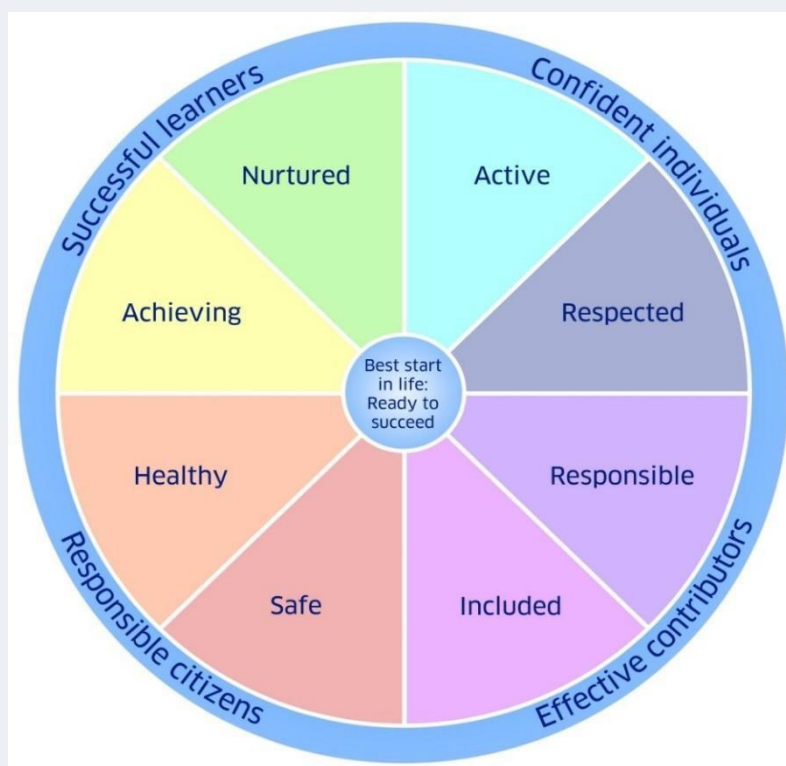 Successful learners
Confident individuals
Nurtured
Active
Achieving
Respected
Best start
in life:
Ready to
succeed
Healthy
Responsible
Safe
Included
Responsible citizens
Effective contributors